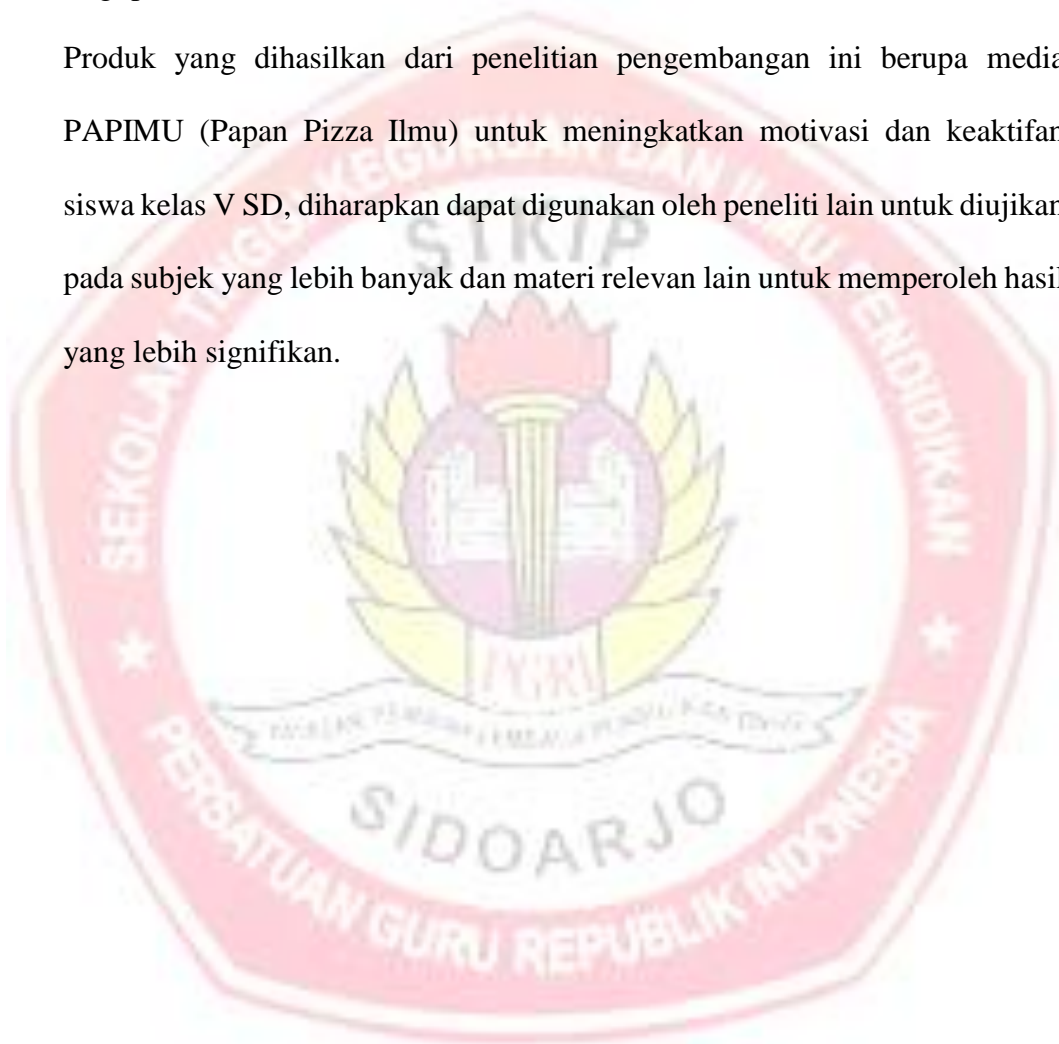 Produk yang dihasilkan dari penelitian pengembangan ini berupa media
PAPIMU (Papan Pizza Ilmu) untuk meningkatkan motivasi dan keaktifan
siswa kelas V SD, diharapkan dapat digunakan oleh peneliti lain untuk diujikan
pada subjek yang lebih banyak dan materi relevan lain untuk memperoleh hasil
yang lebih signifikan.
SEKOLAH TINGGI KEGURUAN DAN ILMU PENDIDIKAN
STKIP
PGRI
SIDOARJO
★ PERSATUAN GURU REPUBLIK INDONESIA ★